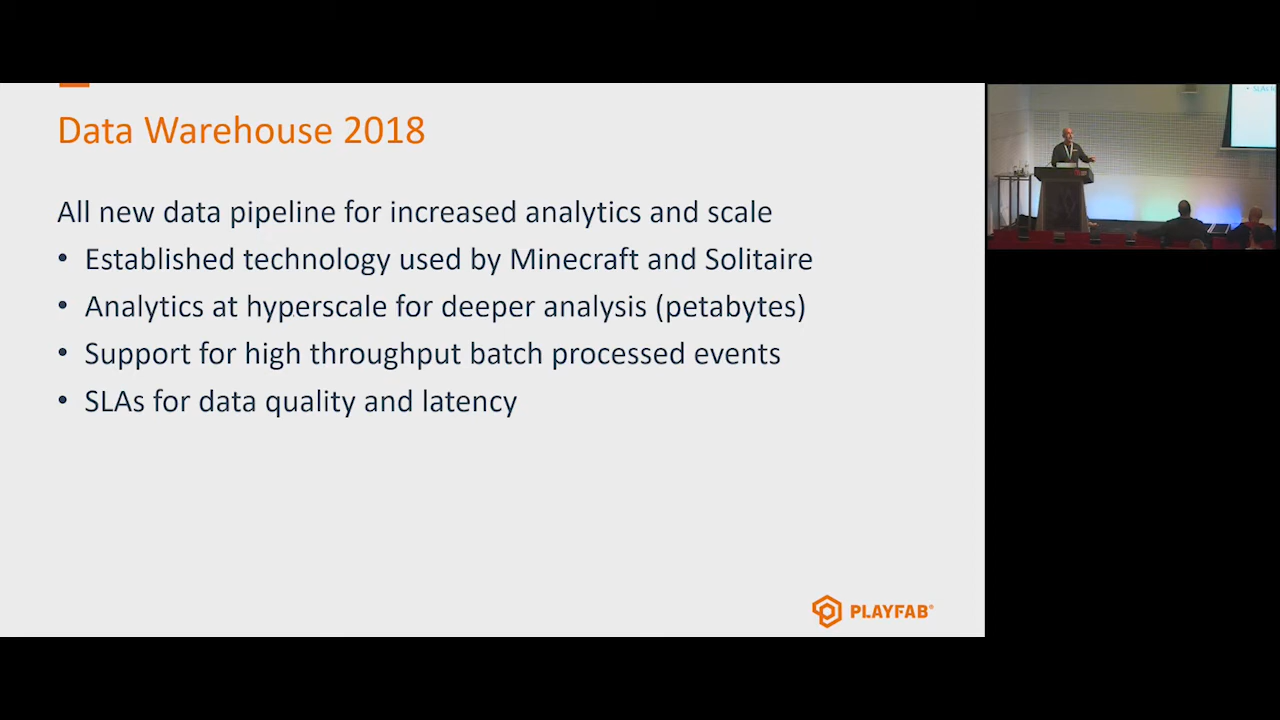 Data Warehouse 2018
All new data pipeline for increased analytics and scale
• Established technology used by Minecraft and Solitaire
• Analytics at hyperscale for deeper analysis (petabytes)
• Support for high throughput batch processed events
• SLAs for data quality and latency
PLAYFAB®